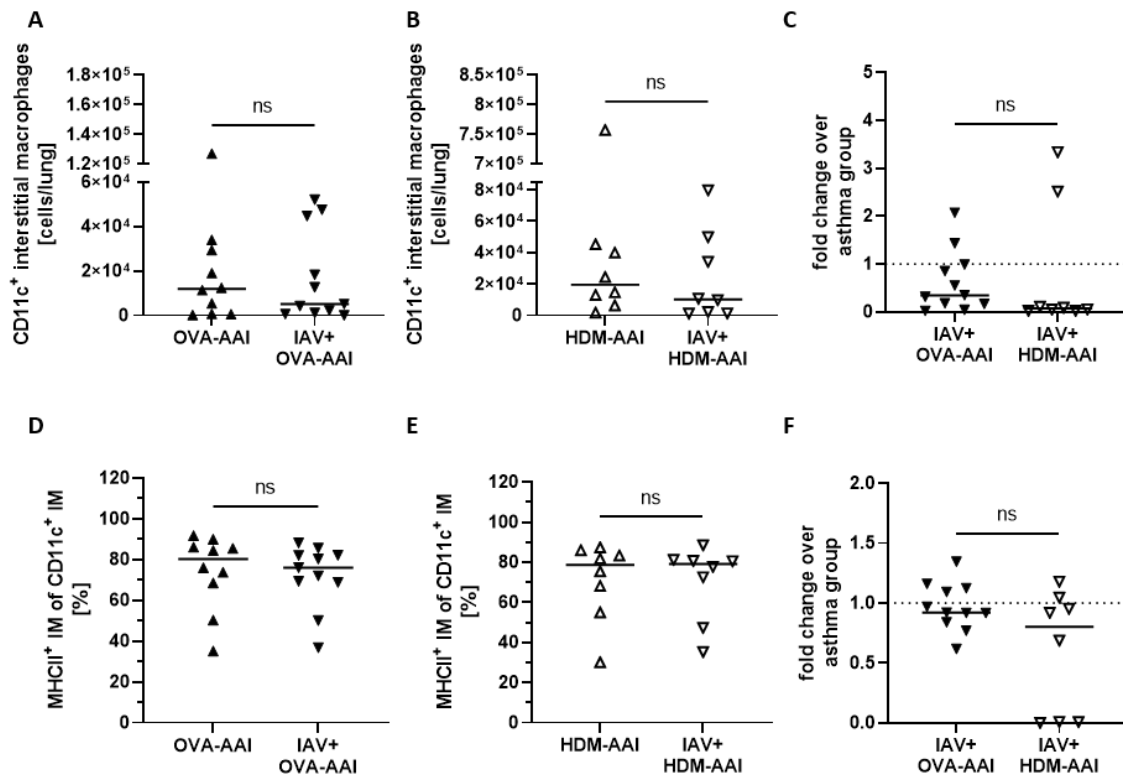 A
CD11c⁺ interstitial macrophages
[cells/lung]
1.8×10⁵
1.6×10⁵
1.4×10⁵
1.2×10⁵
6×10⁴
4×10⁴
2×10⁴
0
ns
OVA-AAI
IAV+
OVA-AAI
B
CD11c⁺ interstitial macrophages
[cells/lung]
8.5×10⁵
8×10⁵
7.5×10⁵
7×10⁵
8×10⁴
6×10⁴
4×10⁴
2×10⁴
0
ns
HDM-AAI
IAV+
HDM-AAI
C
fold change over
asthma group
5
4
3
2
1
0
ns
IAV+
OVA-AAI
IAV+
HDM-AAI
D
MHCII⁺ IM of CD11c⁺ IM
[%]
120
100
80
60
40
20
0
ns
OVA-AAI
IAV+
OVA-AAI
E
MHCII⁺ IM of CD11c⁺ IM
[%]
120
100
80
60
40
20
0
ns
HDM-AAI
IAV+
HDM-AAI
F
fold change over
asthma group
2.0
1.5
1.0
0.5
0.0
ns
IAV+
OVA-AAI
IAV+
HDM-AAI